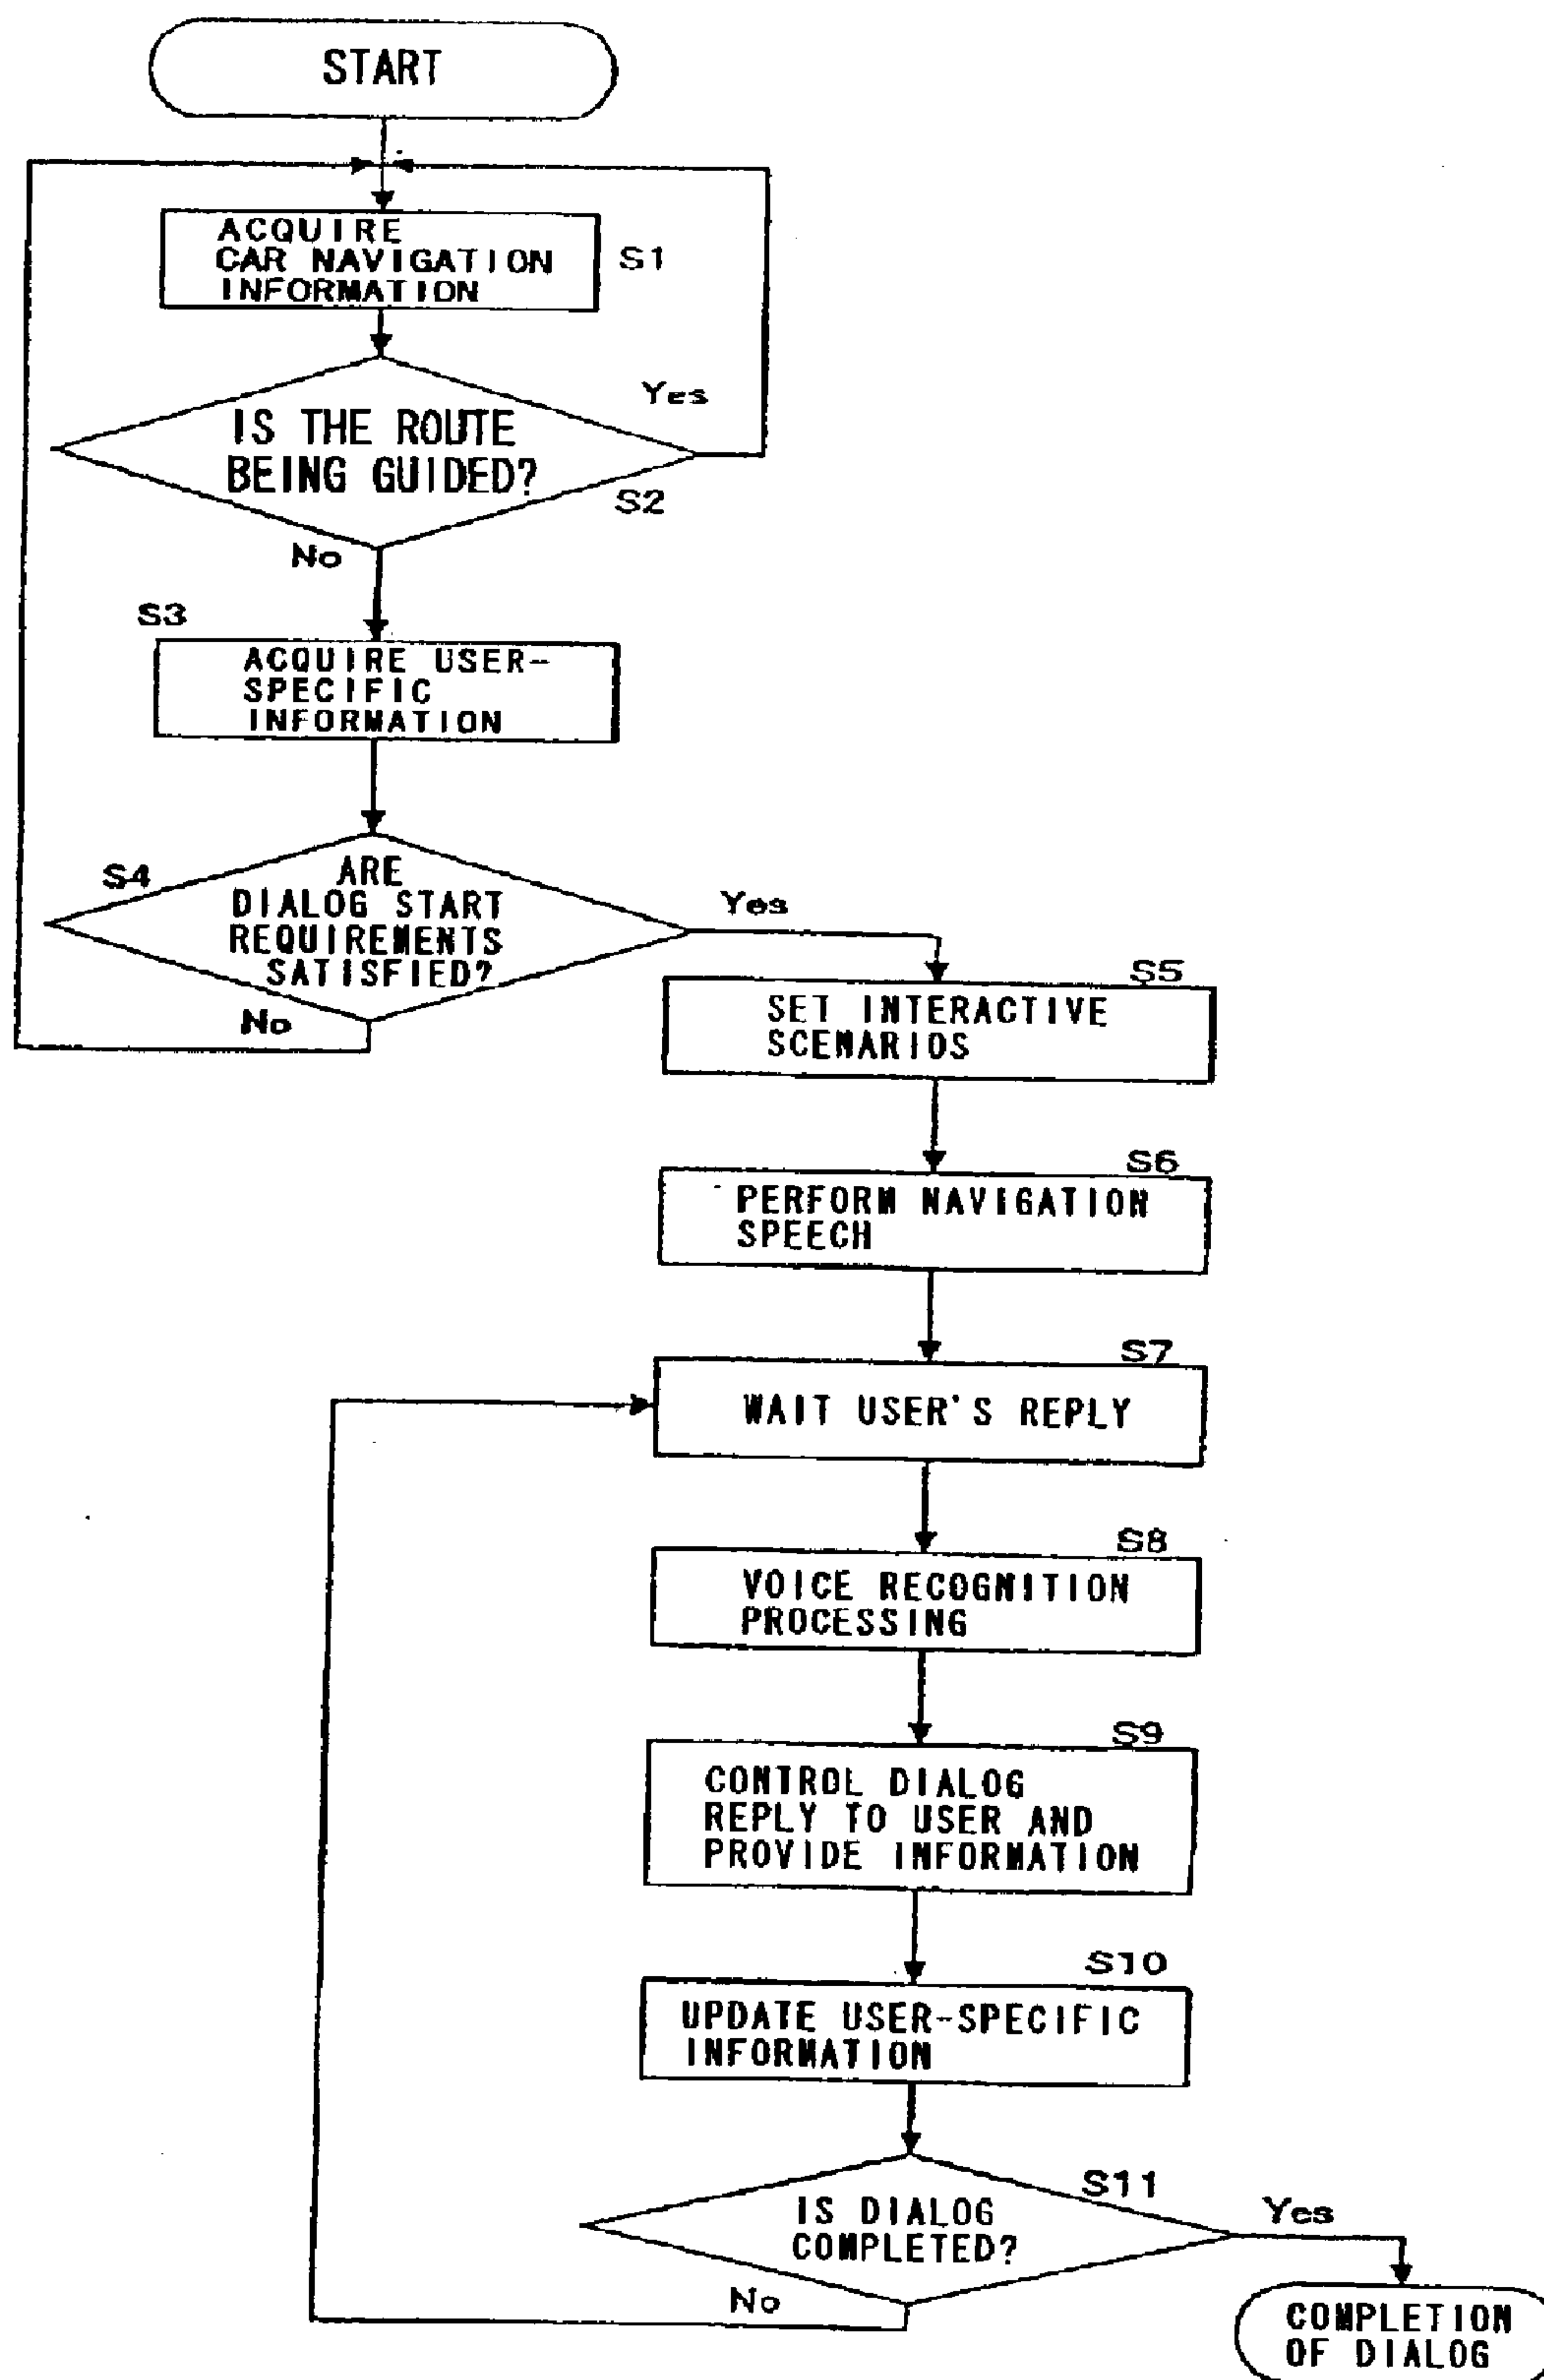 START
ACQUIRE
CAR NAVIGATION
INFORMATION
S1
Yes
IS THE ROUTE
BEING GUIDED?
S2
No
S3
ACQUIRE USER-
SPECIFIC
INFORMATION
S4
ARE
DIALOG START
REQUIREMENTS
SATISFIED?
Yes
No
S5
SET INTERACTIVE
SCENARIOS
S6
PERFORM NAVIGATION
SPEECH
S7
WAIT USER'S REPLY
S8
VOICE RECOGNITION
PROCESSING
S9
CONTROL DIALOG
REPLY TO USER AND
PROVIDE INFORMATION
S10
UPDATE USER-SPECIFIC
INFORMATION
S11
IS DIALOG
COMPLETED?
Yes
No
COMPLETION
OF DIALOG